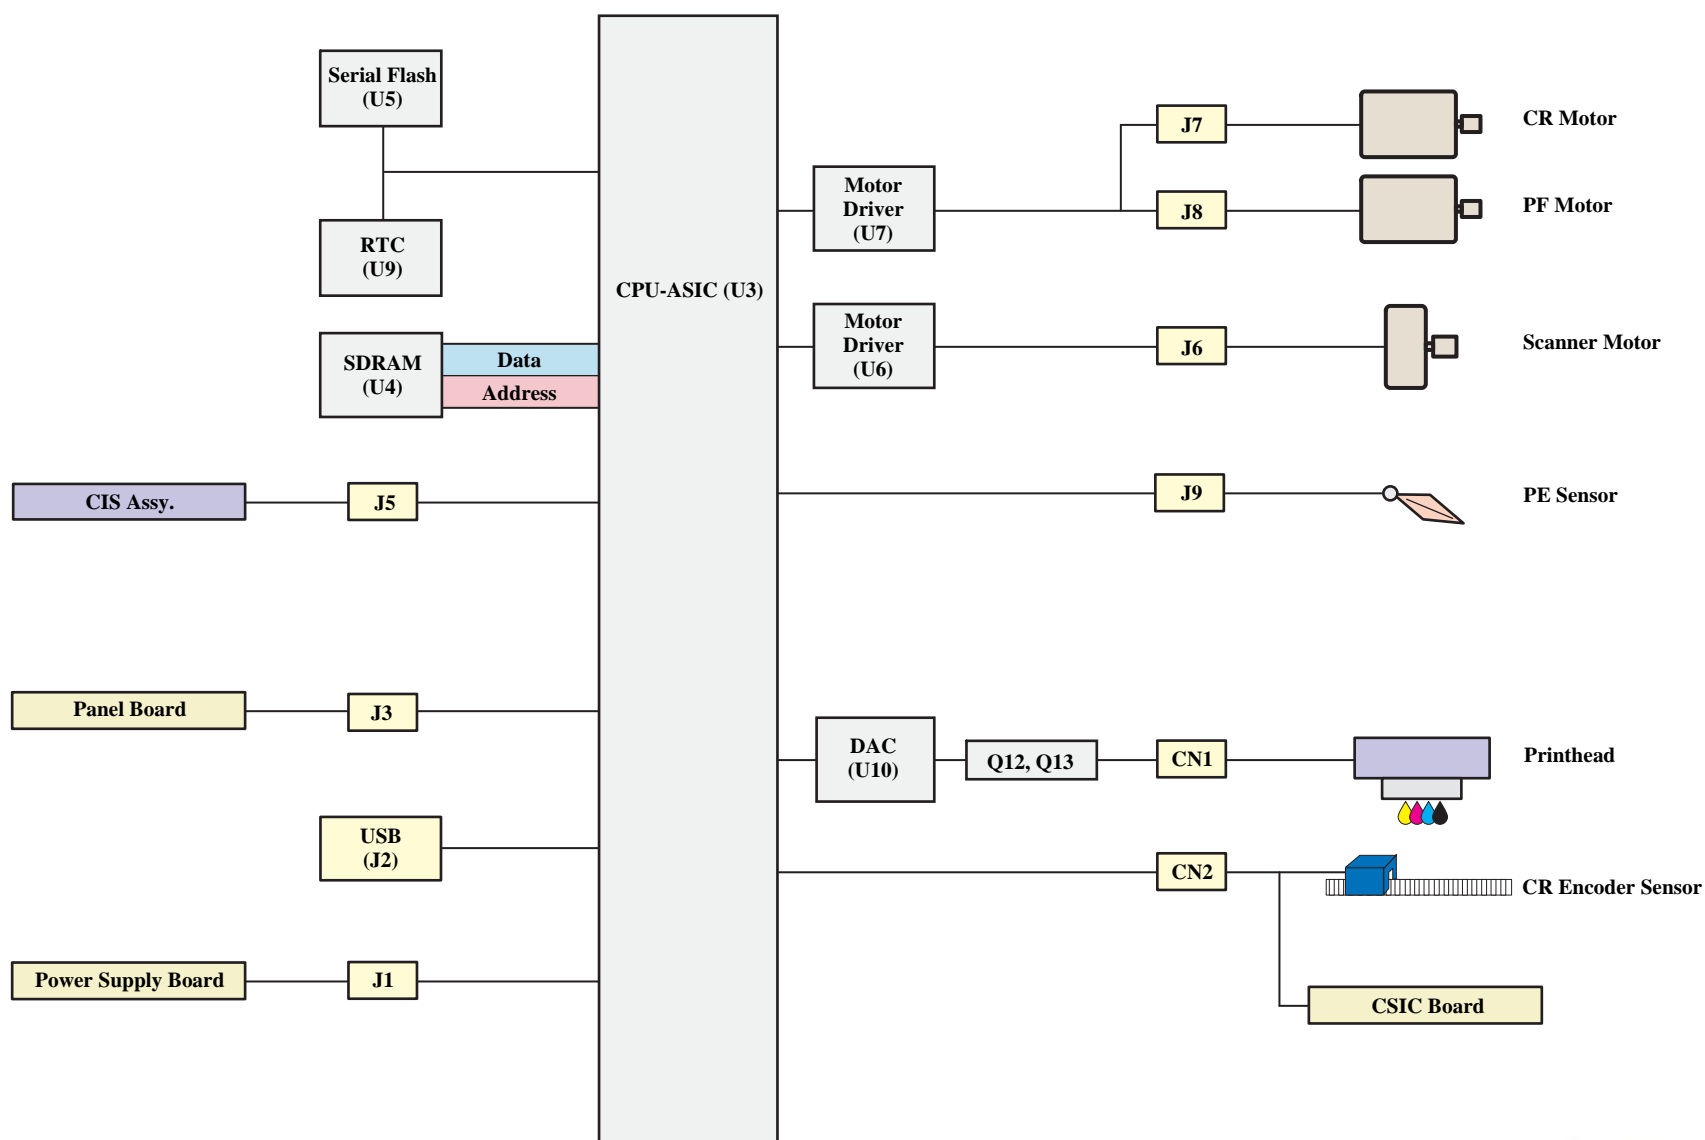 Serial Flash
(U5)
RTC
(U9)
SDRAM
(U4)
Data
Address
CIS Assy.
J5
Panel Board
J3
USB
(J2)
Power Supply Board
J1
CPU-ASIC (U3)
Motor
Driver
(U7)
J7
CR Motor
J8
PF Motor
Motor
Driver
(U6)
J6
Scanner Motor
J9
PE Sensor
DAC
(U10)
Q12, Q13
CN1
Printhead
CN2
CR Encoder Sensor
CSIC Board